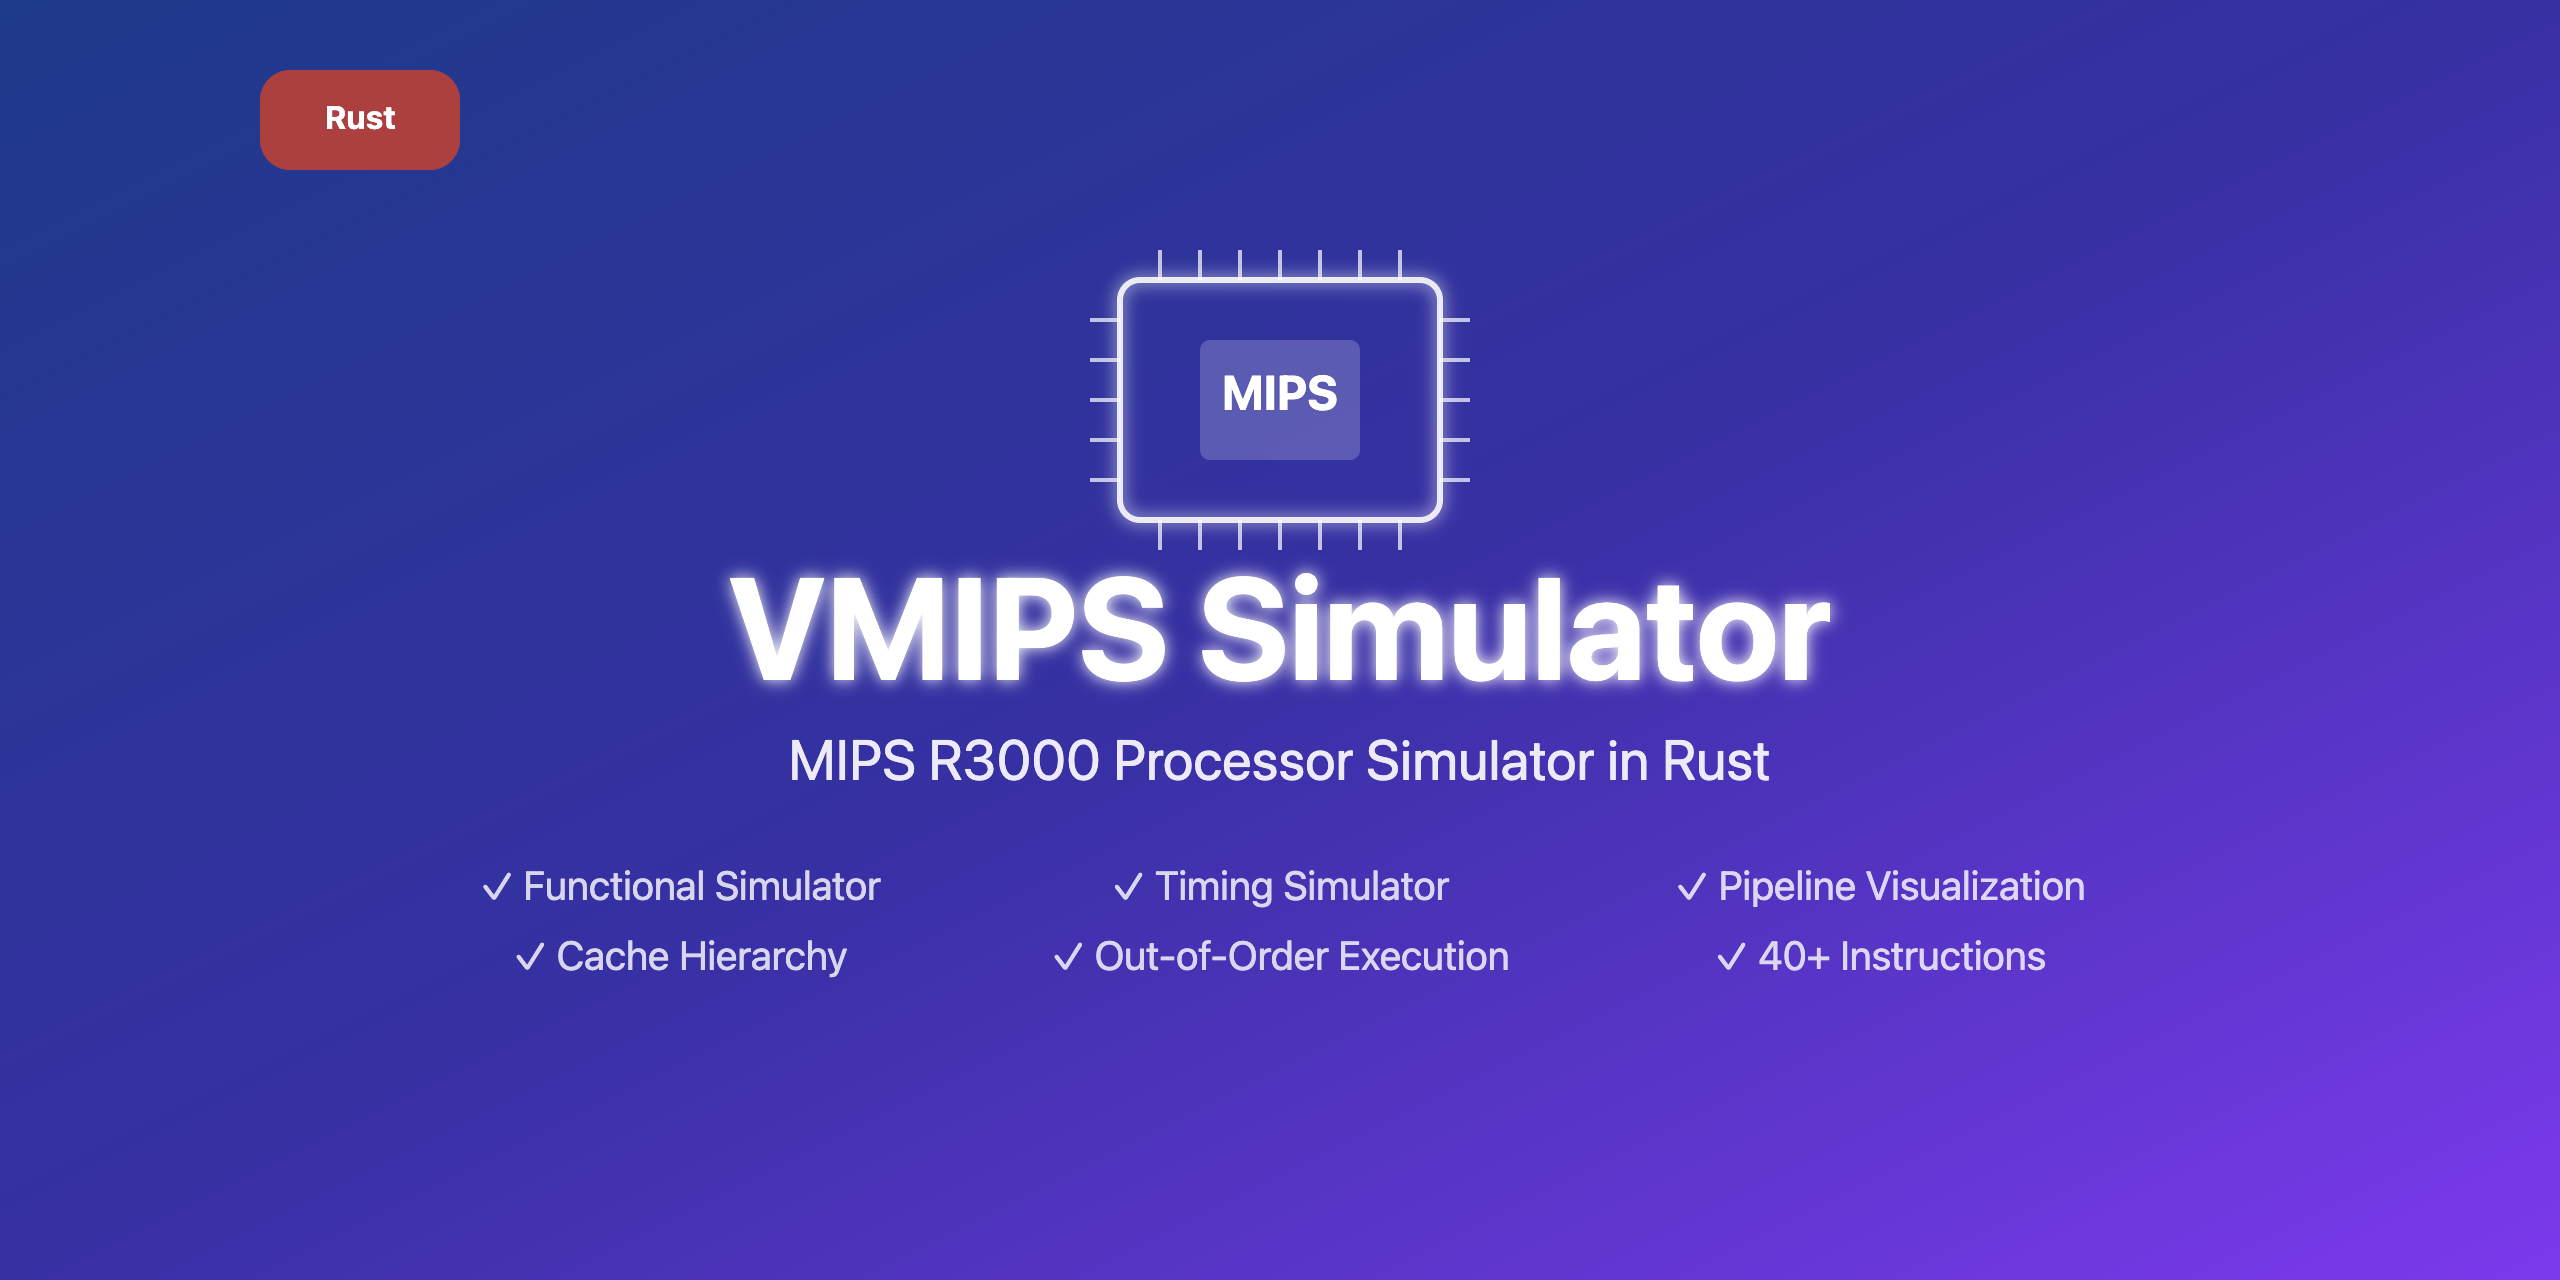 Rust
MIPS
VMIPS Simulator
MIPS R3000 Processor Simulator in Rust
✓ Functional Simulator ✓ Timing Simulator ✓ Pipeline Visualization
✓ Cache Hierarchy ✓ Out-of-Order Execution ✓ 40+ Instructions